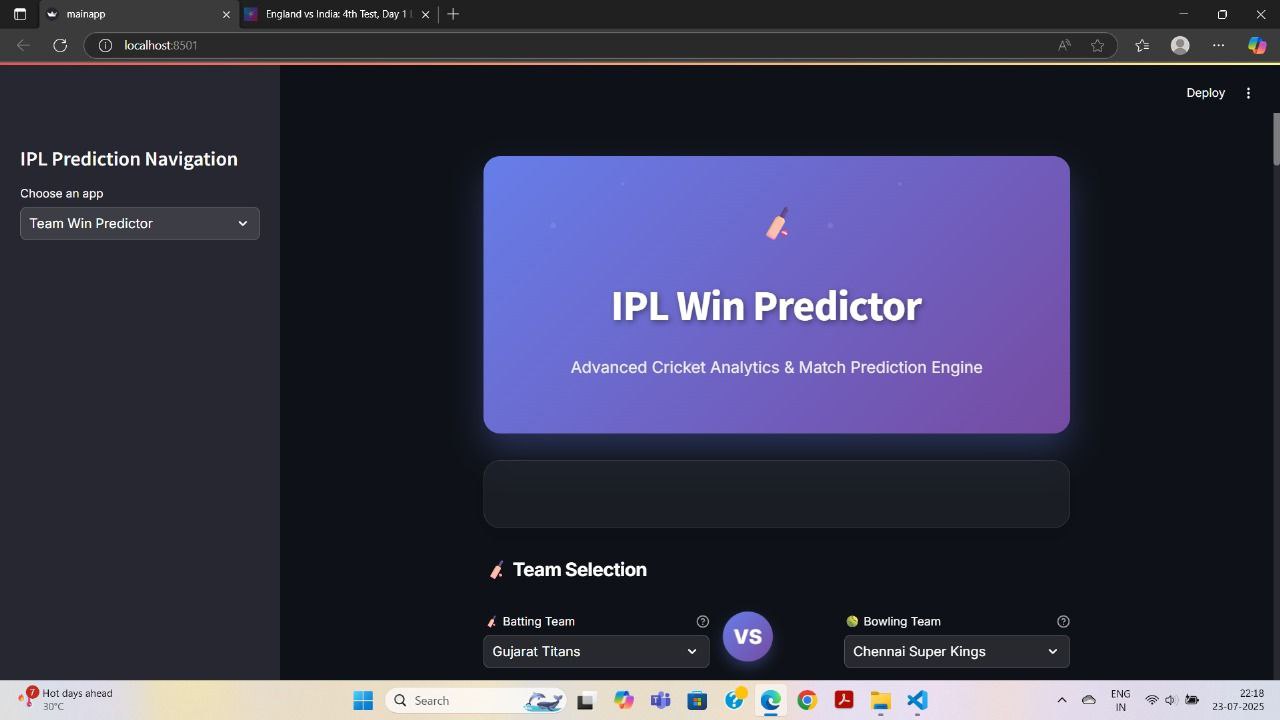 mainapp
England vs India: 4th Test, Day 1
localhost:8501
Deploy
IPL Prediction Navigation
Choose an app
Team Win Predictor
IPL Win Predictor
Advanced Cricket Analytics & Match Prediction Engine
Team Selection
Batting Team
Bowling Team
Gujarat Titans
VS
Chennai Super Kings
7
Hot days ahead
30°C
Search
ENG
IN
22:18
23-07-2025